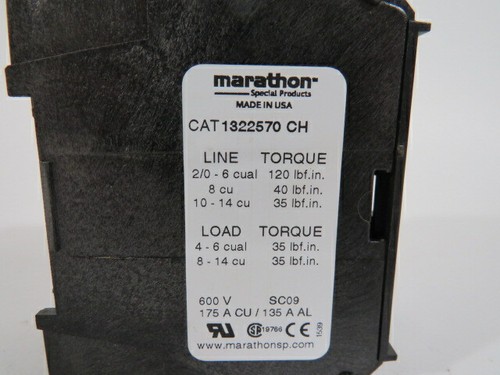 marathon™
Special Products
MADE IN USA
CAT 1322570 CH
LINE TORQUE
2/0 - 6 cual 120 lbf.in.
8 cu 40 lbf.in.
10 - 14 cu 35 lbf.in.
LOAD TORQUE
4 - 6 cual 35 lbf.in.
8 - 14 cu 35 lbf.in.
600 V SC09
175 A CU / 135 A AL
19766 CE 1539
www.marathonsp.com